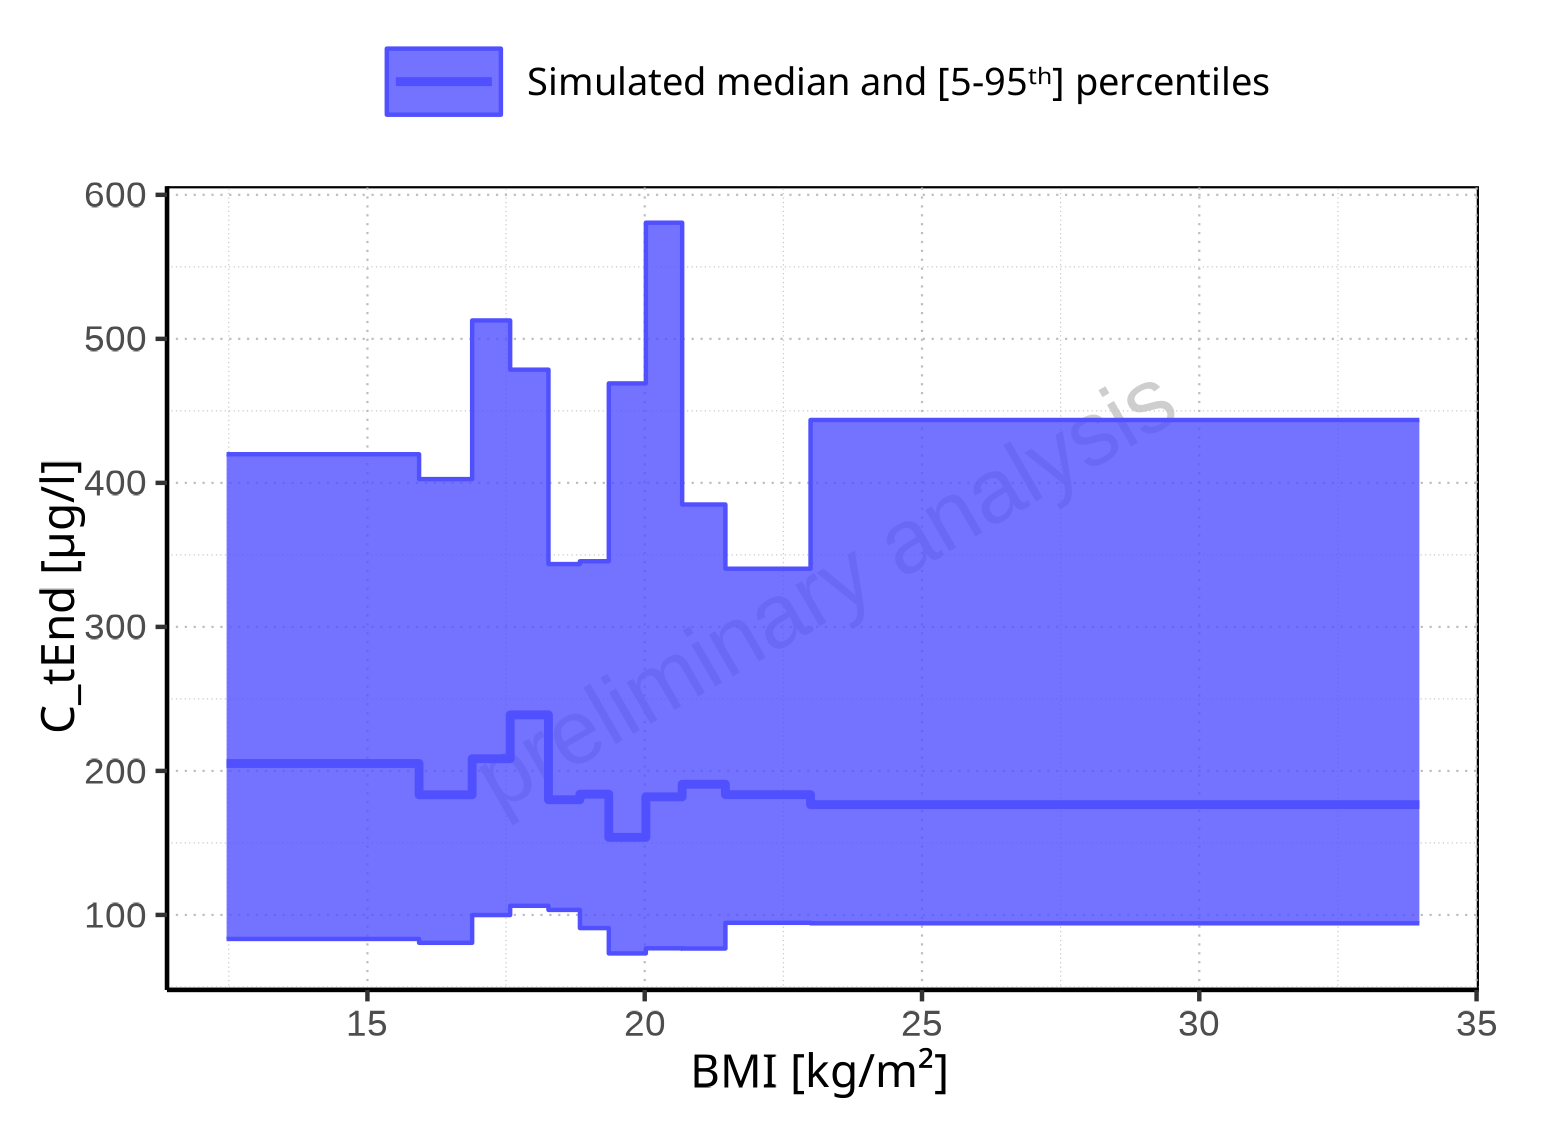 Simulated median and [5-95ᵗʰ] percentiles
600
500
400
300
200
100
C_tEnd [µg/l]
preliminary analysis
15 20 25 30 35
BMI [kg/m²]